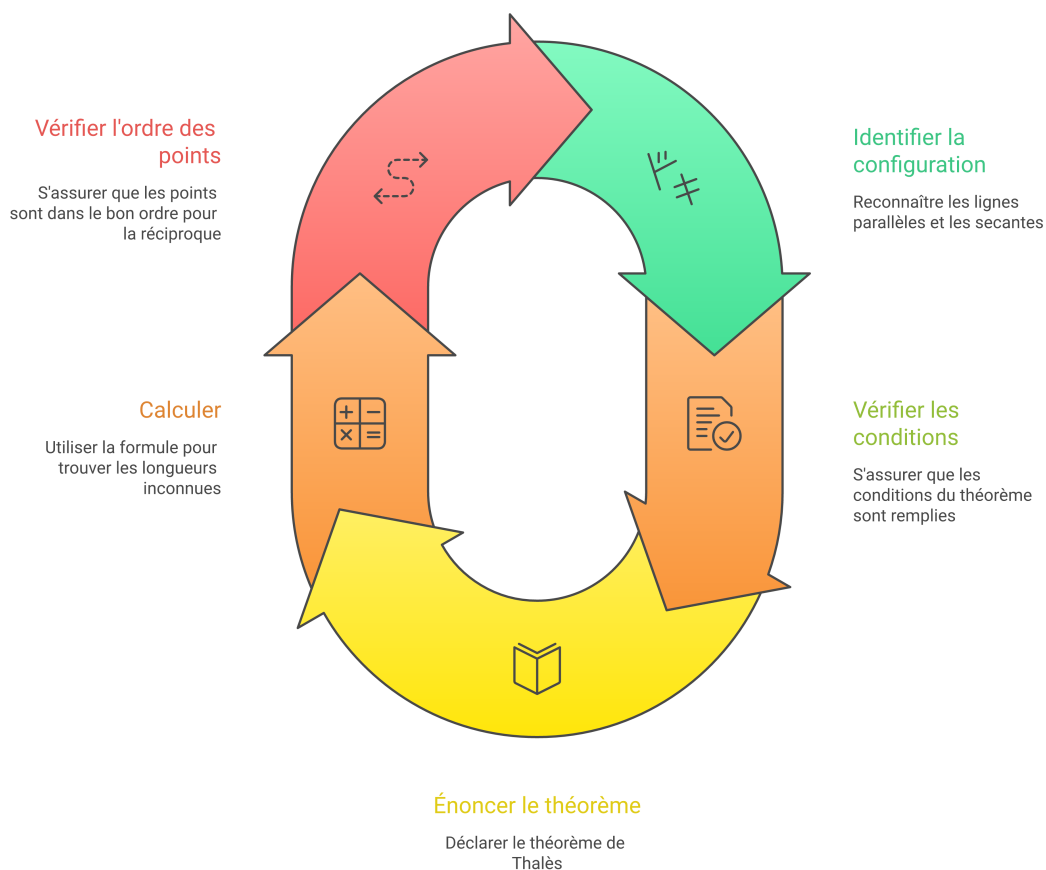 Vérifier l'ordre des
points
S'assurer que les points
sont dans le bon ordre pour
la réciproque
Identifier la
configuration
Reconnaître les lignes
parallèles et les secantes
Calculer
Utiliser la formule pour
trouver les longueurs
inconnues
Vérifier les
conditions
S'assurer que les
conditions du théorème
sont remplies
Énoncer le théorème
Déclarer le théorème de
Thalès